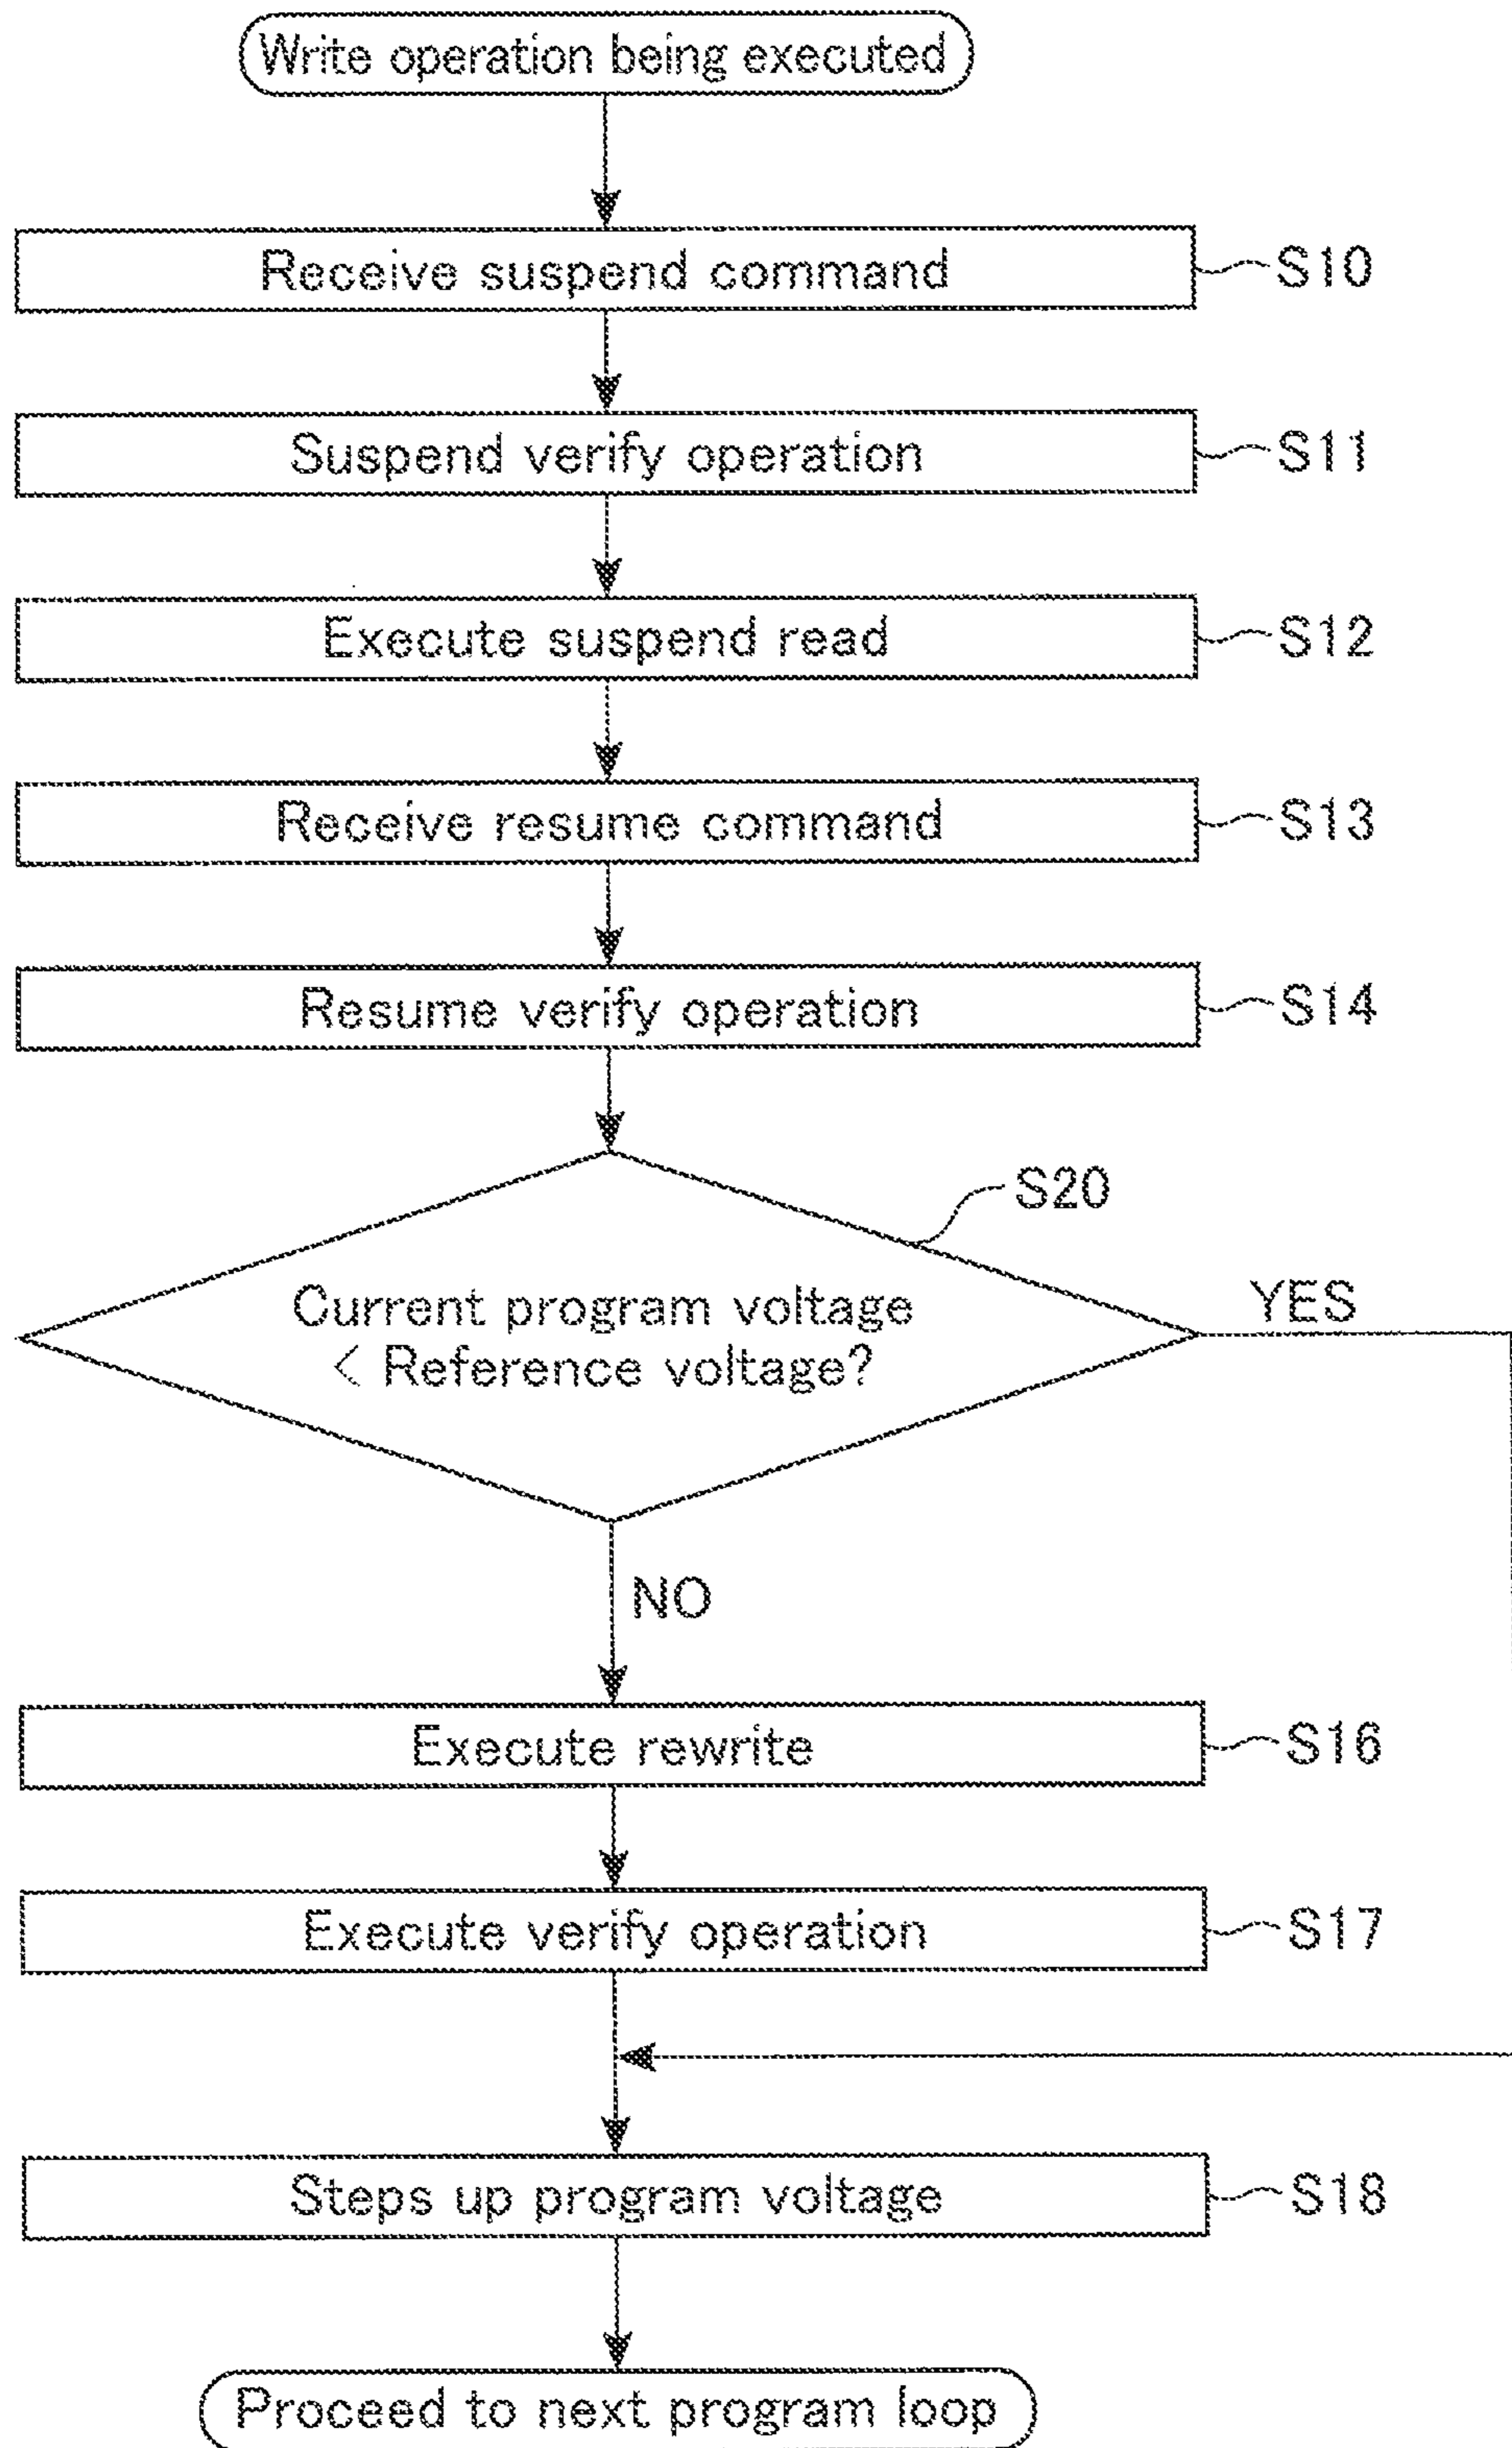 Write operation being executed
Receive suspend command
S10
Suspend verify operation
S11
Execute suspend read
S12
Receive resume command
S13
Resume verify operation
S14
S20
Current program voltage
< Reference voltage?
YES
NO
Execute rewrite
S16
Execute verify operation
S17
Steps up program voltage
S18
Proceed to next program loop